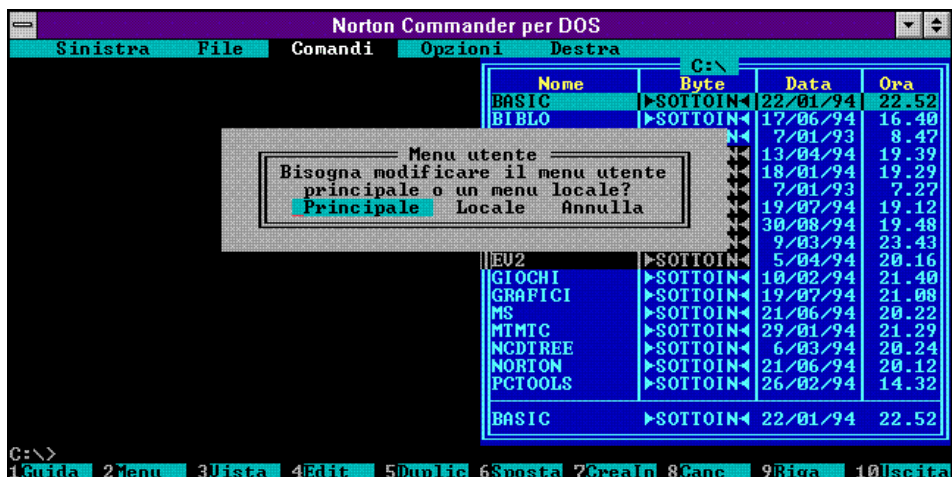 Norton Commander per DOS
Sinistra File Comandi Opzioni Destra
C:\
Nome Byte Data Ora
BASIC ►SOTTOIN◄ 22/01/94 22.52
BIBLO ►SOTTOIN◄ 17/06/94 16.40
N◄ 7/01/93 8.47
Menu utente 13/04/94 19.39
Bisogna modificare il menu utente 18/01/94 19.29
principale o un menu locale? 7/01/93 7.27
Principale Locale Annulla 19/07/94 19.12
30/08/94 19.48
9/03/94 23.43
EV2 ►SOTTOIN◄ 5/04/94 20.16
GIOCHI ►SOTTOIN◄ 10/02/94 21.40
GRAFICI ►SOTTOIN◄ 19/07/94 21.08
MS ►SOTTOIN◄ 21/06/94 20.22
MTMTC ►SOTTOIN◄ 29/01/94 21.29
NCDTREE ►SOTTOIN◄ 6/03/94 20.24
NORTON ►SOTTOIN◄ 21/06/94 20.12
PCTOOLS ►SOTTOIN◄ 26/02/94 14.32
BASIC ►SOTTOIN◄ 22/01/94 22.52
C:\>
1Guida 2Menu 3Vista 4Edit 5Duplic 6Sposta 7CreaIn 8Canc 9Riga 10Uscita